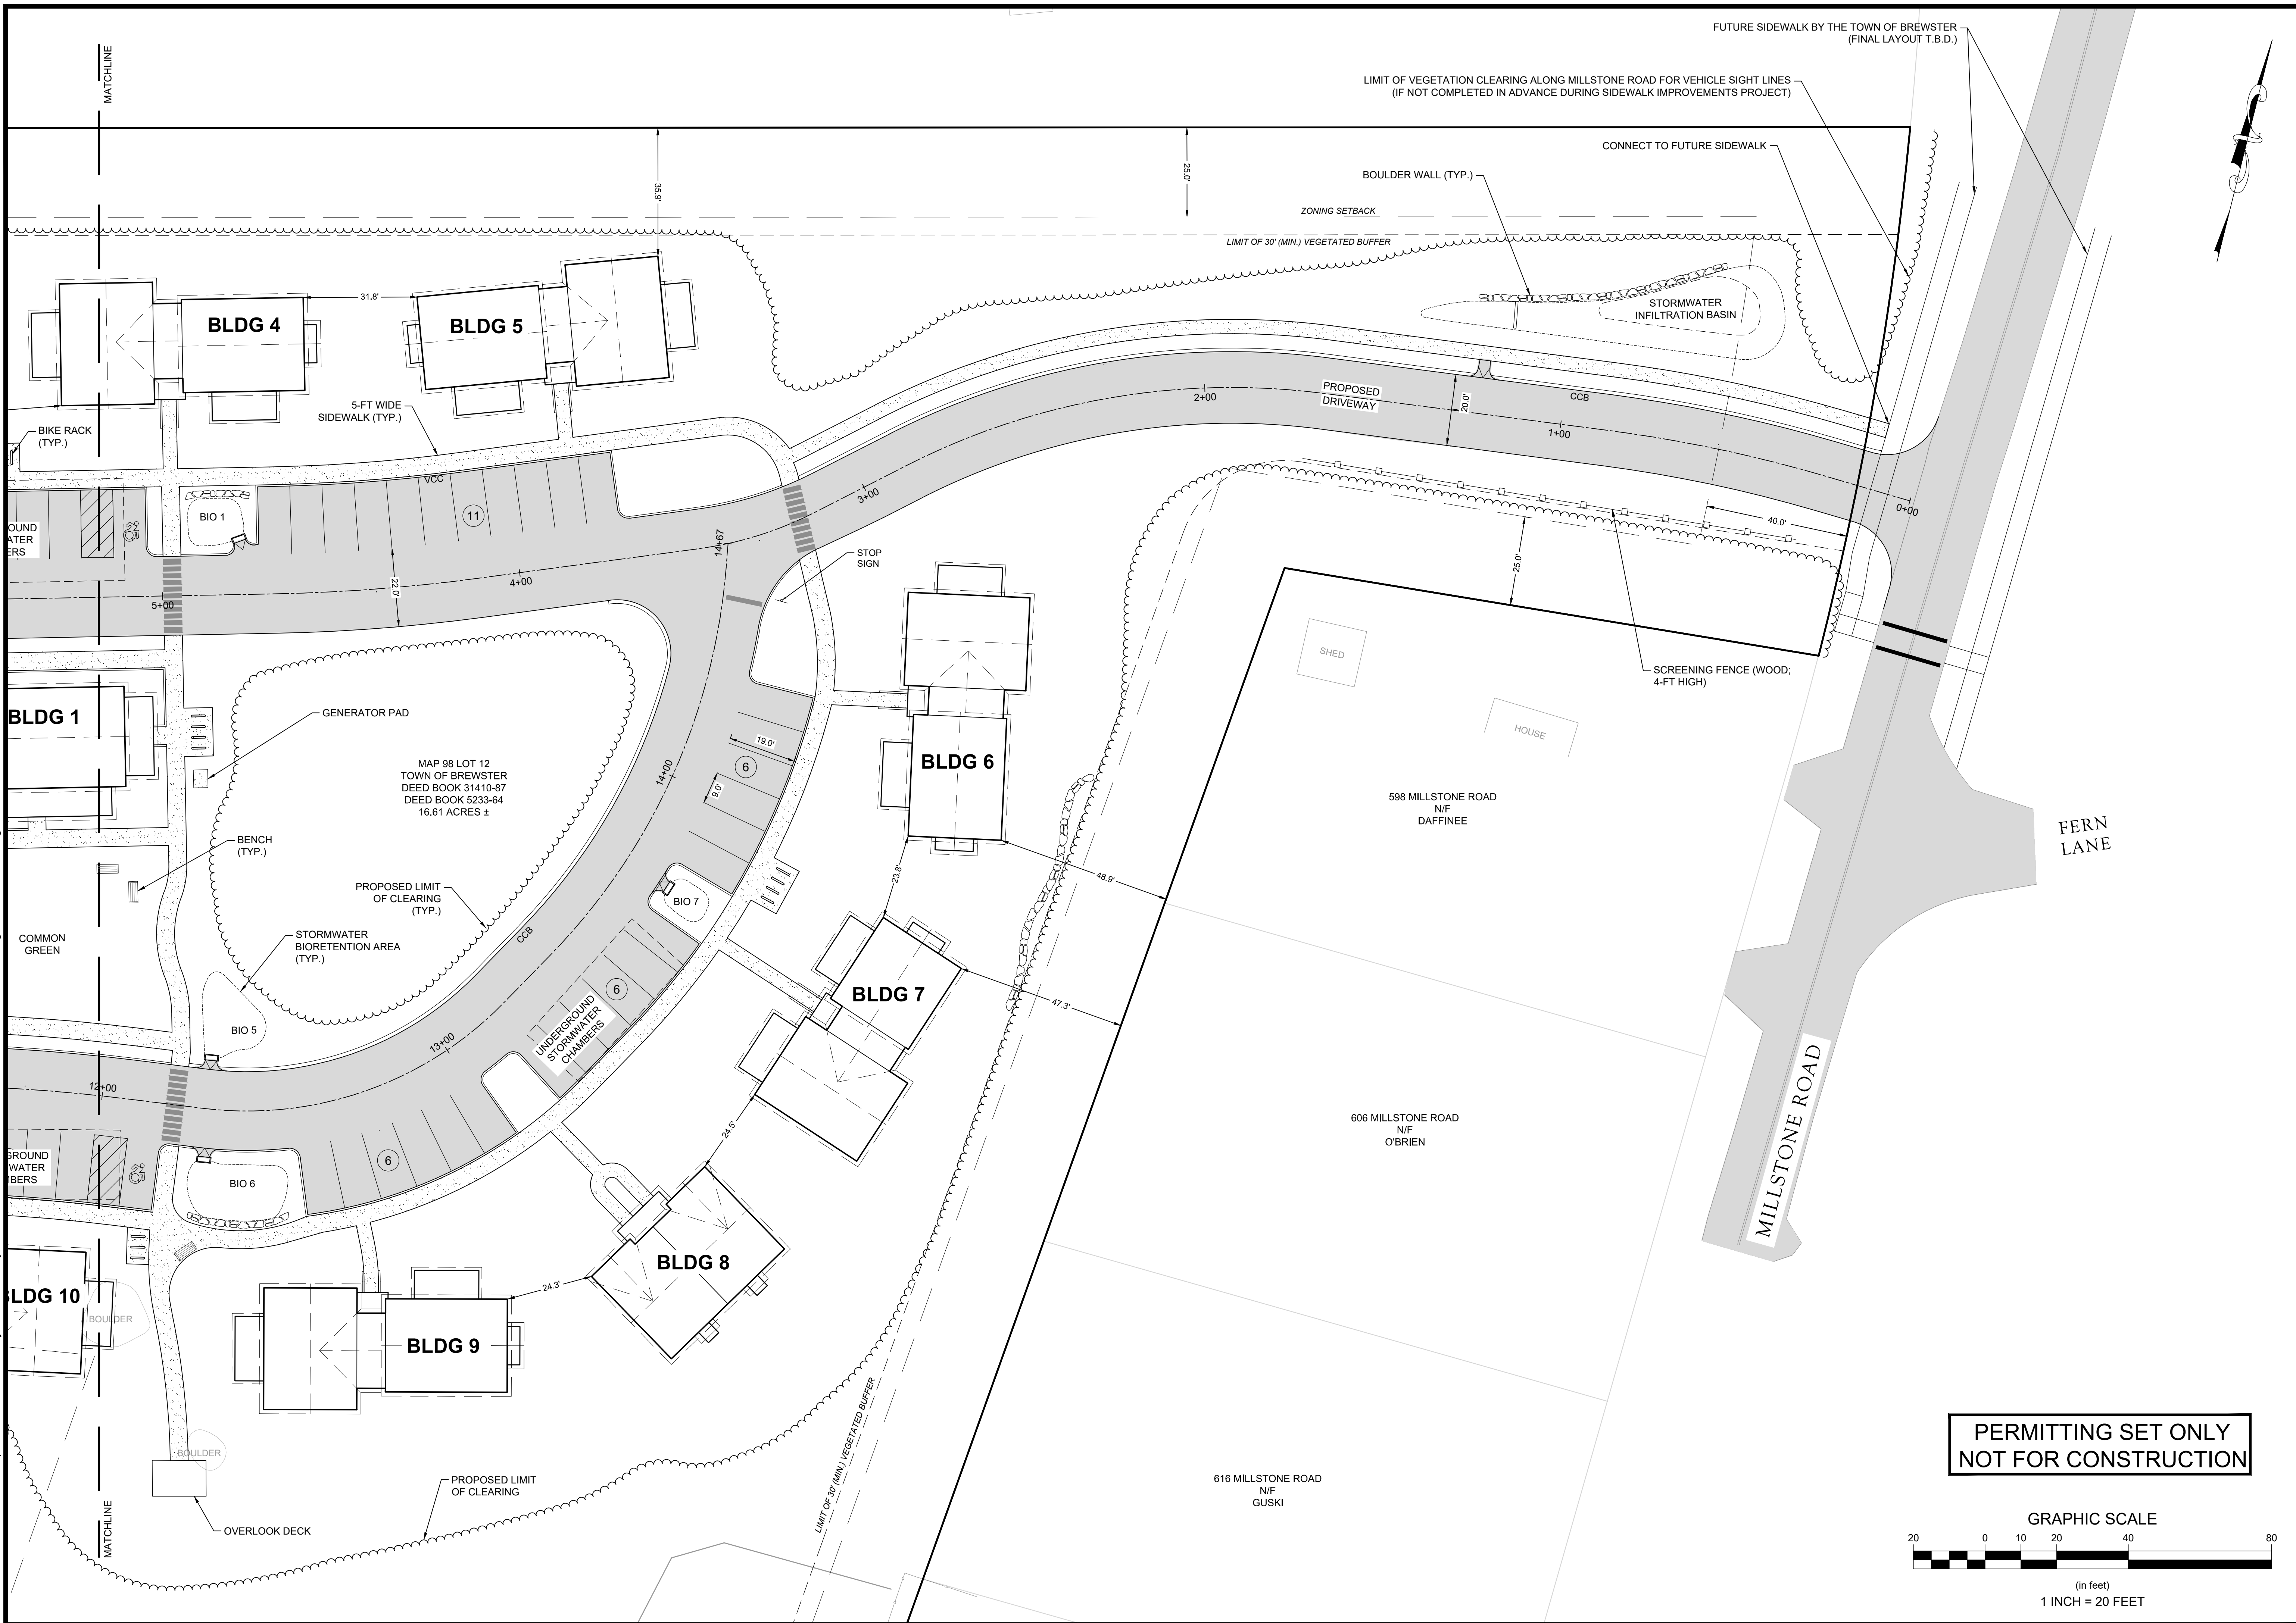 FUTURE SIDEWALK BY THE TOWN OF BREWSTER
(FINAL LAYOUT T.B.D.)
MATCHLINE
LIMIT OF VEGETATION CLEARING ALONG MILLSTONE ROAD FOR VEHICLE SIGHT LINES
(IF NOT COMPLETED IN ADVANCE DURING SIDEWALK IMPROVEMENTS PROJECT)
CONNECT TO FUTURE SIDEWALK
BOULDER WALL (TYP.)
35.9'
25.0'
ZONING SETBACK
LIMIT OF 30' (MIN.) VEGETATED BUFFER
STORMWATER
INFILTRATION BASIN
BLDG 4
31.8'
BLDG 5
5-FT WIDE
SIDEWALK (TYP.)
BIKE RACK
(TYP.)
2+00
PROPOSED
DRIVEWAY
20.0'
CCB
1+00
0+00
40.0'
VCC
11
BIO 1
OUND
ATER
ERS
3+00
14+67
STOP
SIGN
4+00
22.0'
5+00
25.0'
SHED
SCREENING FENCE (WOOD;
4-FT HIGH)
HOUSE
BLDG 1
GENERATOR PAD
MAP 98 LOT 12
TOWN OF BREWSTER
DEED BOOK 31410-87
DEED BOOK 5233-64
16.61 ACRES ±
19.0'
6
9.0'
14+00
BLDG 6
598 MILLSTONE ROAD
N/F
DAFFINEE
FERN
LANE
BENCH
(TYP.)
23.8'
48.9'
PROPOSED LIMIT
OF CLEARING
(TYP.)
BIO 7
COMMON
GREEN
STORMWATER
BIORETENTION AREA
(TYP.)
CCB
6
BLDG 7
47.3'
BIO 5
UNDERGROUND
STORMWATER
CHAMBERS
13+00
12+00
24.5'
606 MILLSTONE ROAD
N/F
O'BRIEN
MILLSTONE ROAD
GROUND
WATER
MBERS
6
BIO 6
BLDG 8
24.3'
BLDG 10
BOULDER
BLDG 9
BOULDER
LIMIT OF 30' (MIN.) VEGETATED BUFFER
PROPOSED LIMIT
OF CLEARING
616 MILLSTONE ROAD
N/F
GUSKI
OVERLOOK DECK
MATCHLINE
PERMITTING SET ONLY
NOT FOR CONSTRUCTION
GRAPHIC SCALE
20 0 10 20 40 80
(in feet)
1 INCH = 20 FEET